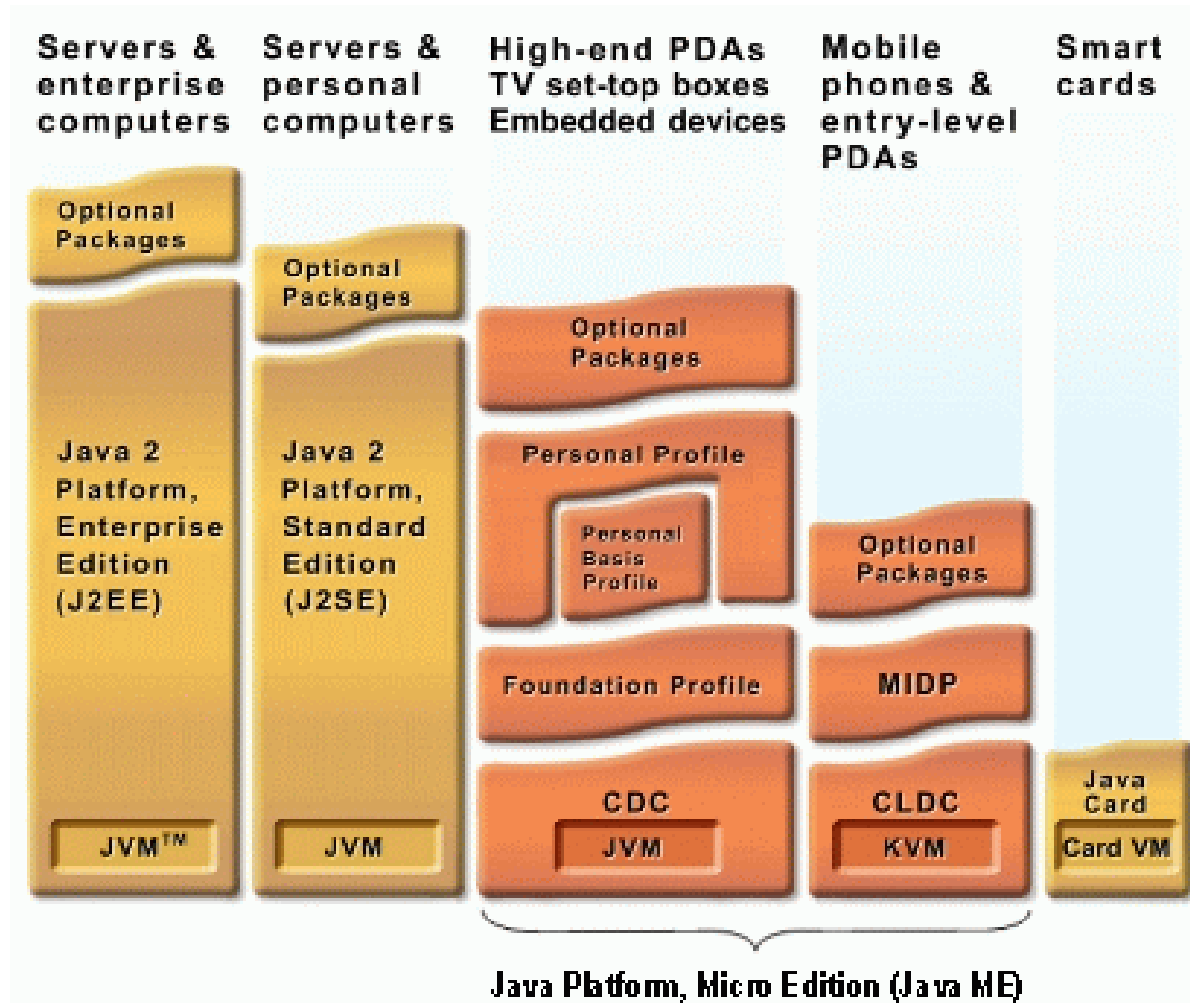 Servers &
enterprise
computers
Servers &
personal
computers
High-end PDAs
TV set-top boxes
Embedded devices
Mobile
phones &
entry-level
PDAs
Smart
cards
Optional
Packages
Java 2
Platform,
Enterprise
Edition
(J2EE)
JVM™
Optional
Packages
Java 2
Platform,
Standard
Edition
(J2SE)
JVM
Optional
Packages
Personal Profile
Personal
Basis
Profile
Foundation Profile
CDC
JVM
Optional
Packages
MIDP
CLDC
KVM
Java
Card
Card VM
Java Platform, Micro Edition (Java ME)